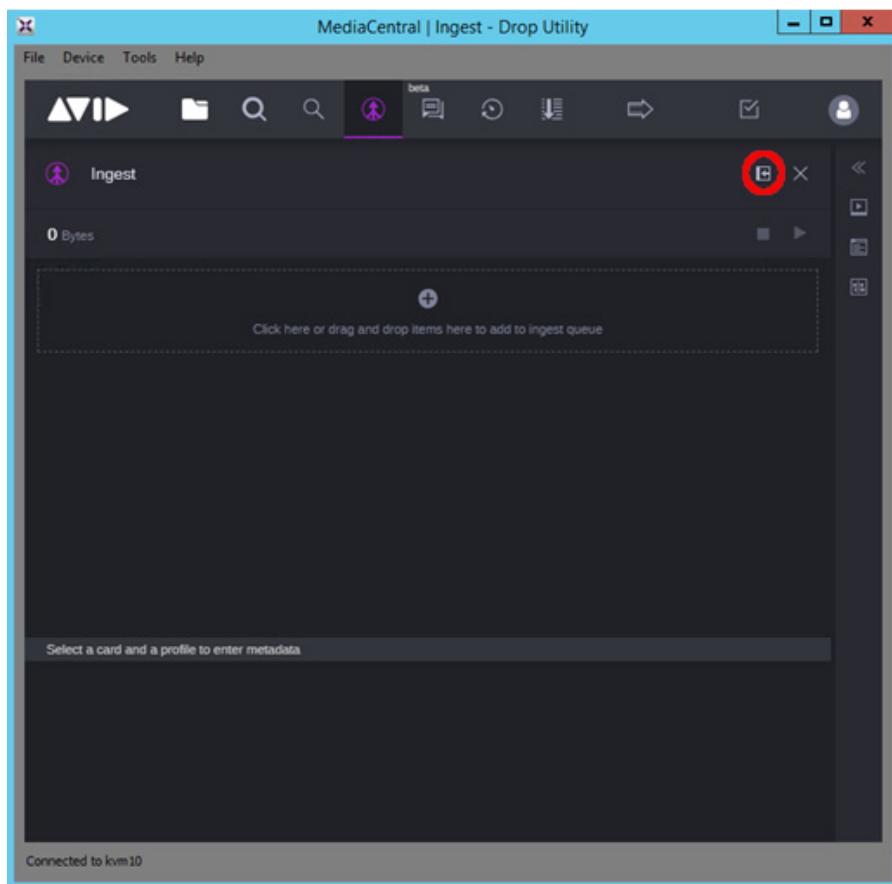 MediaCentral | Ingest - Drop Utility
File Device Tools Help
AVID
beta
Ingest
0 Bytes
Click here or drag and drop items here to add to ingest queue
Select a card and a profile to enter metadata
Connected to kvm10